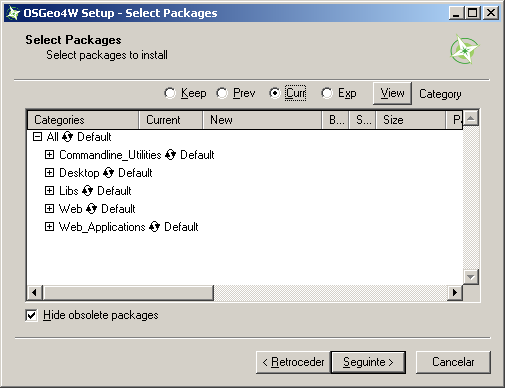 OSGeo4W Setup - Select Packages
Select Packages
Select packages to install
Keep Prev Curr Exp View Category
Categories Current New B... S... Size P
All Default
Commandline_Utilities Default
Desktop Default
Libs Default
Web Default
Web_Applications Default
Hide obsolete packages
< Retroceder Seguinte > Cancelar